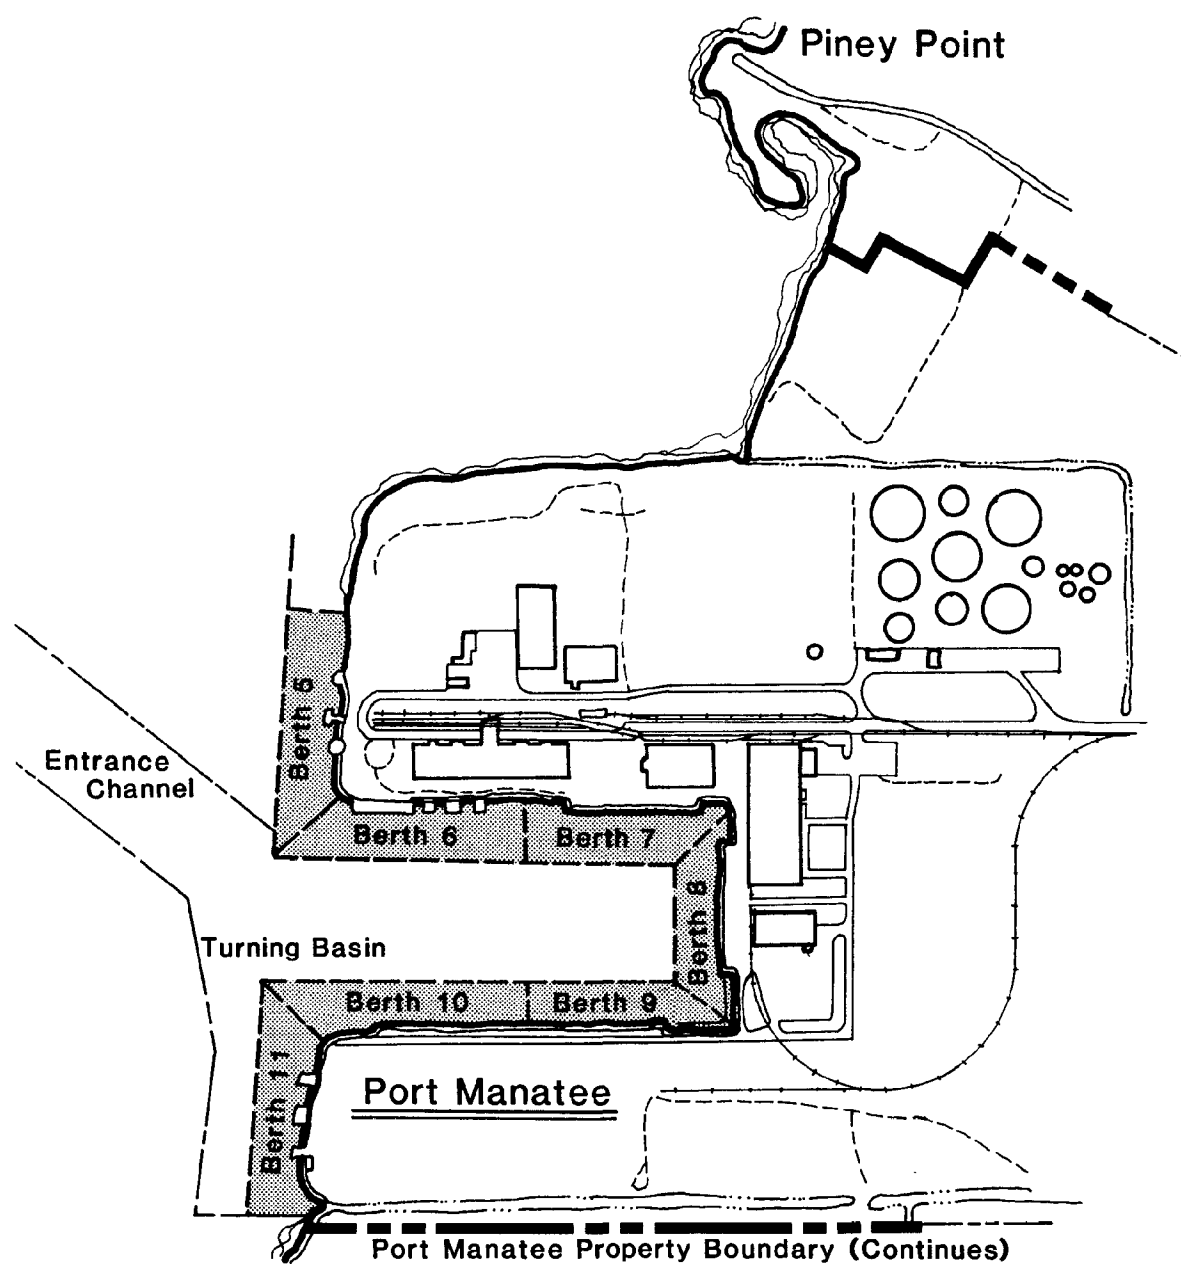 Piney Point
Berth 5
Entrance
Channel
Berth 6
Berth 7
Berth 8
Turning Basin
Berth 10
Berth 9
Berth 11
Port Manatee
Port Manatee Property Boundary (Continues)